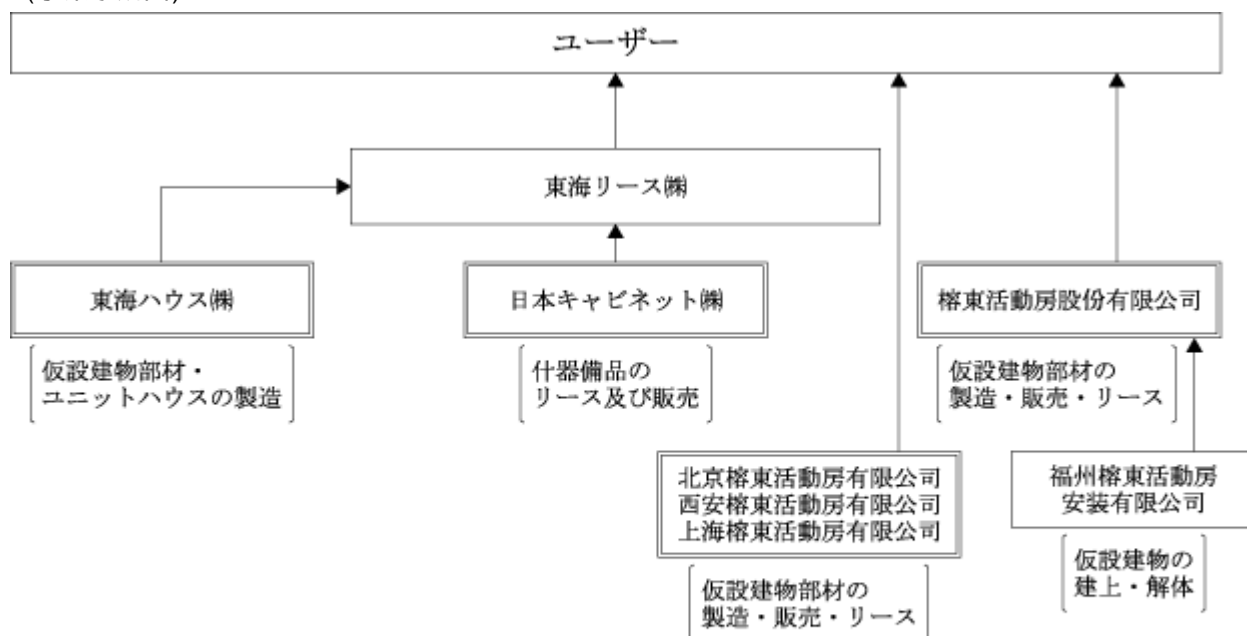 ユーザー
東海リース㈱
東海ハウス㈱
日本キャビネット㈱
榕東活動房股份有限公司
仮設建物部材・
ユニットハウスの製造
什器備品の
リース及び販売
仮設建物部材の
製造・販売・リース
北京榕東活動房有限公司
西安榕東活動房有限公司
上海榕東活動房有限公司
福州榕東活動房
安装有限公司
仮設建物部材の
製造・販売・リース
仮設建物の
建上・解体